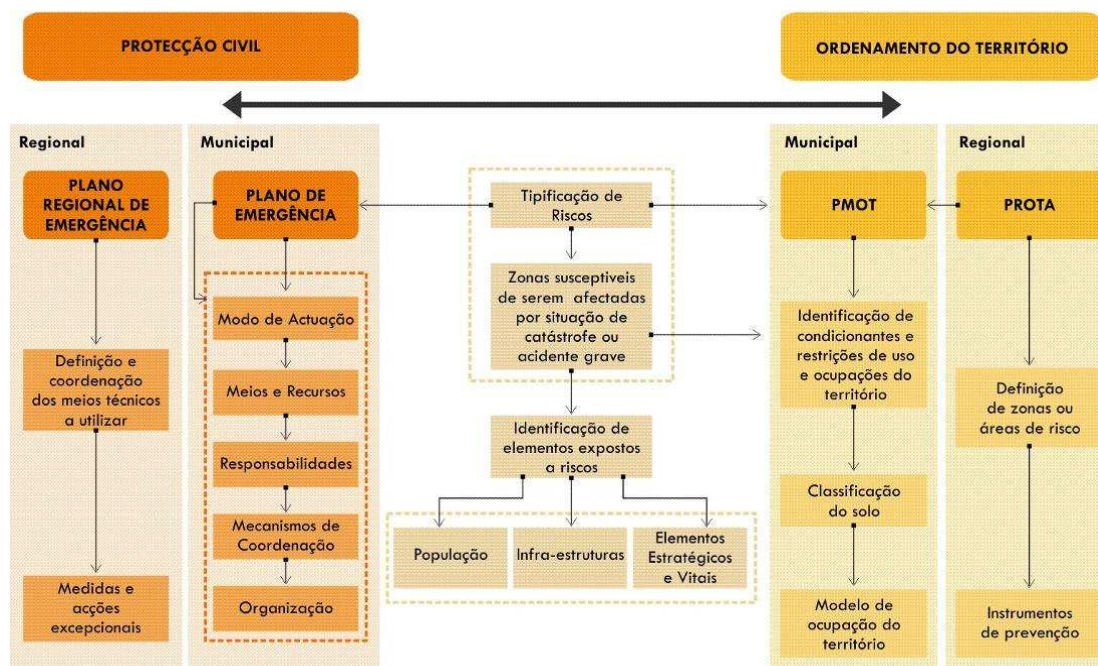 PROTECÇÃO CIVIL
ORDENAMENTO DO TERRITÓRIO
Regional
PLANO
REGIONAL DE
EMERGÊNCIA
Definição e
coordenação
dos meios técnicos
a utilizar
Medidas e
acções
excepcionais
Municipal
PLANO DE
EMERGÊNCIA
Modo de Actuação
Meios e Recursos
Responsabilidades
Mecanismos de
Coordenação
Organização
Tipificação de
Riscos
Zonas susceptiveis
de serem afectadas
por situação de
catástrofe ou
acidente grave
Identificação de
elementos expostos
a riscos
População
Infra-estruturas
Elementos
Estratégicos
e Vitais
Municipal
PMOT
Identificação de
condicionantes e
restrições de uso
e ocupações do
território
Classificação
do solo
Modelo de
ocupação do
território
Regional
PROTA
Definição
de zonas ou
áreas de risco
Instrumentos
de prevenção